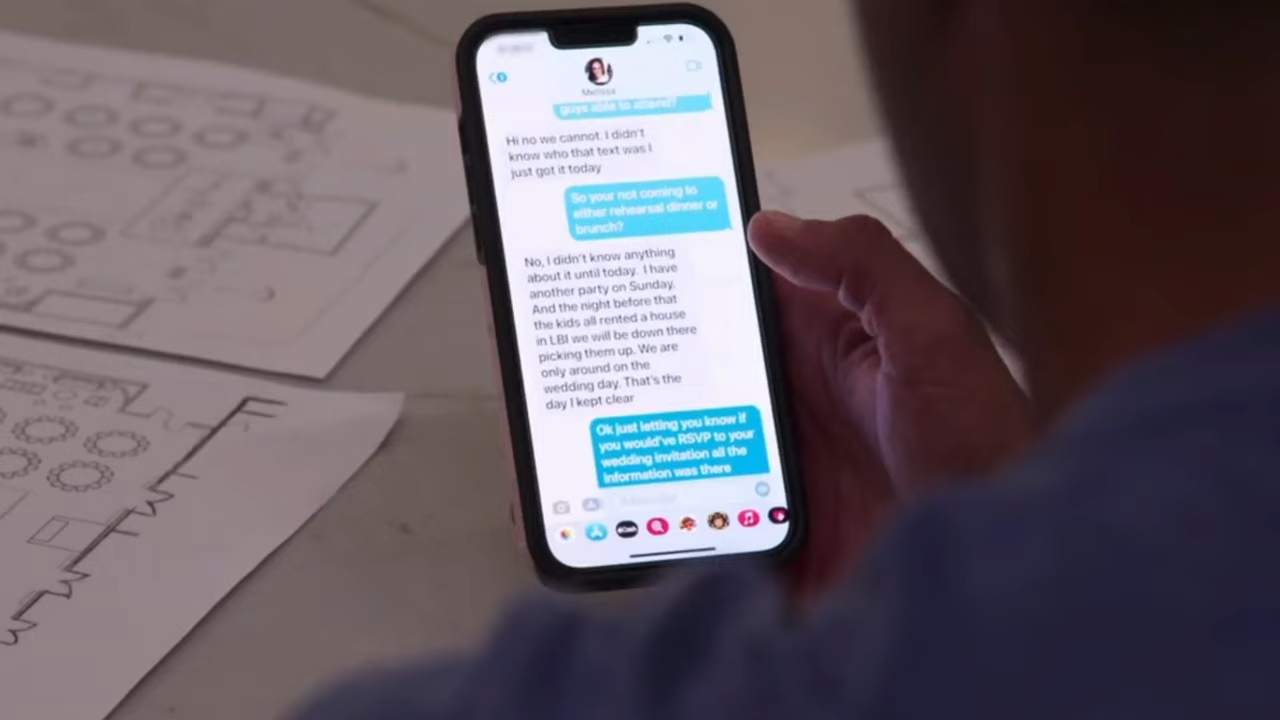 Melissa
guys able to attend?
Hi no we cannot. I didn't
know who that text was I
just got it today
So your not coming to
either rehearsal dinner or
brunch?
No, I didn't know anything
about it until today. I have
another party on Sunday.
And the night before that
the kids all rented a house
in LBI we will be down there
picking them up. We are
only around on the
wedding day. That's the
day I kept clear
Ok just letting you know if
you would've RSVP to your
wedding invitation all the
information was there